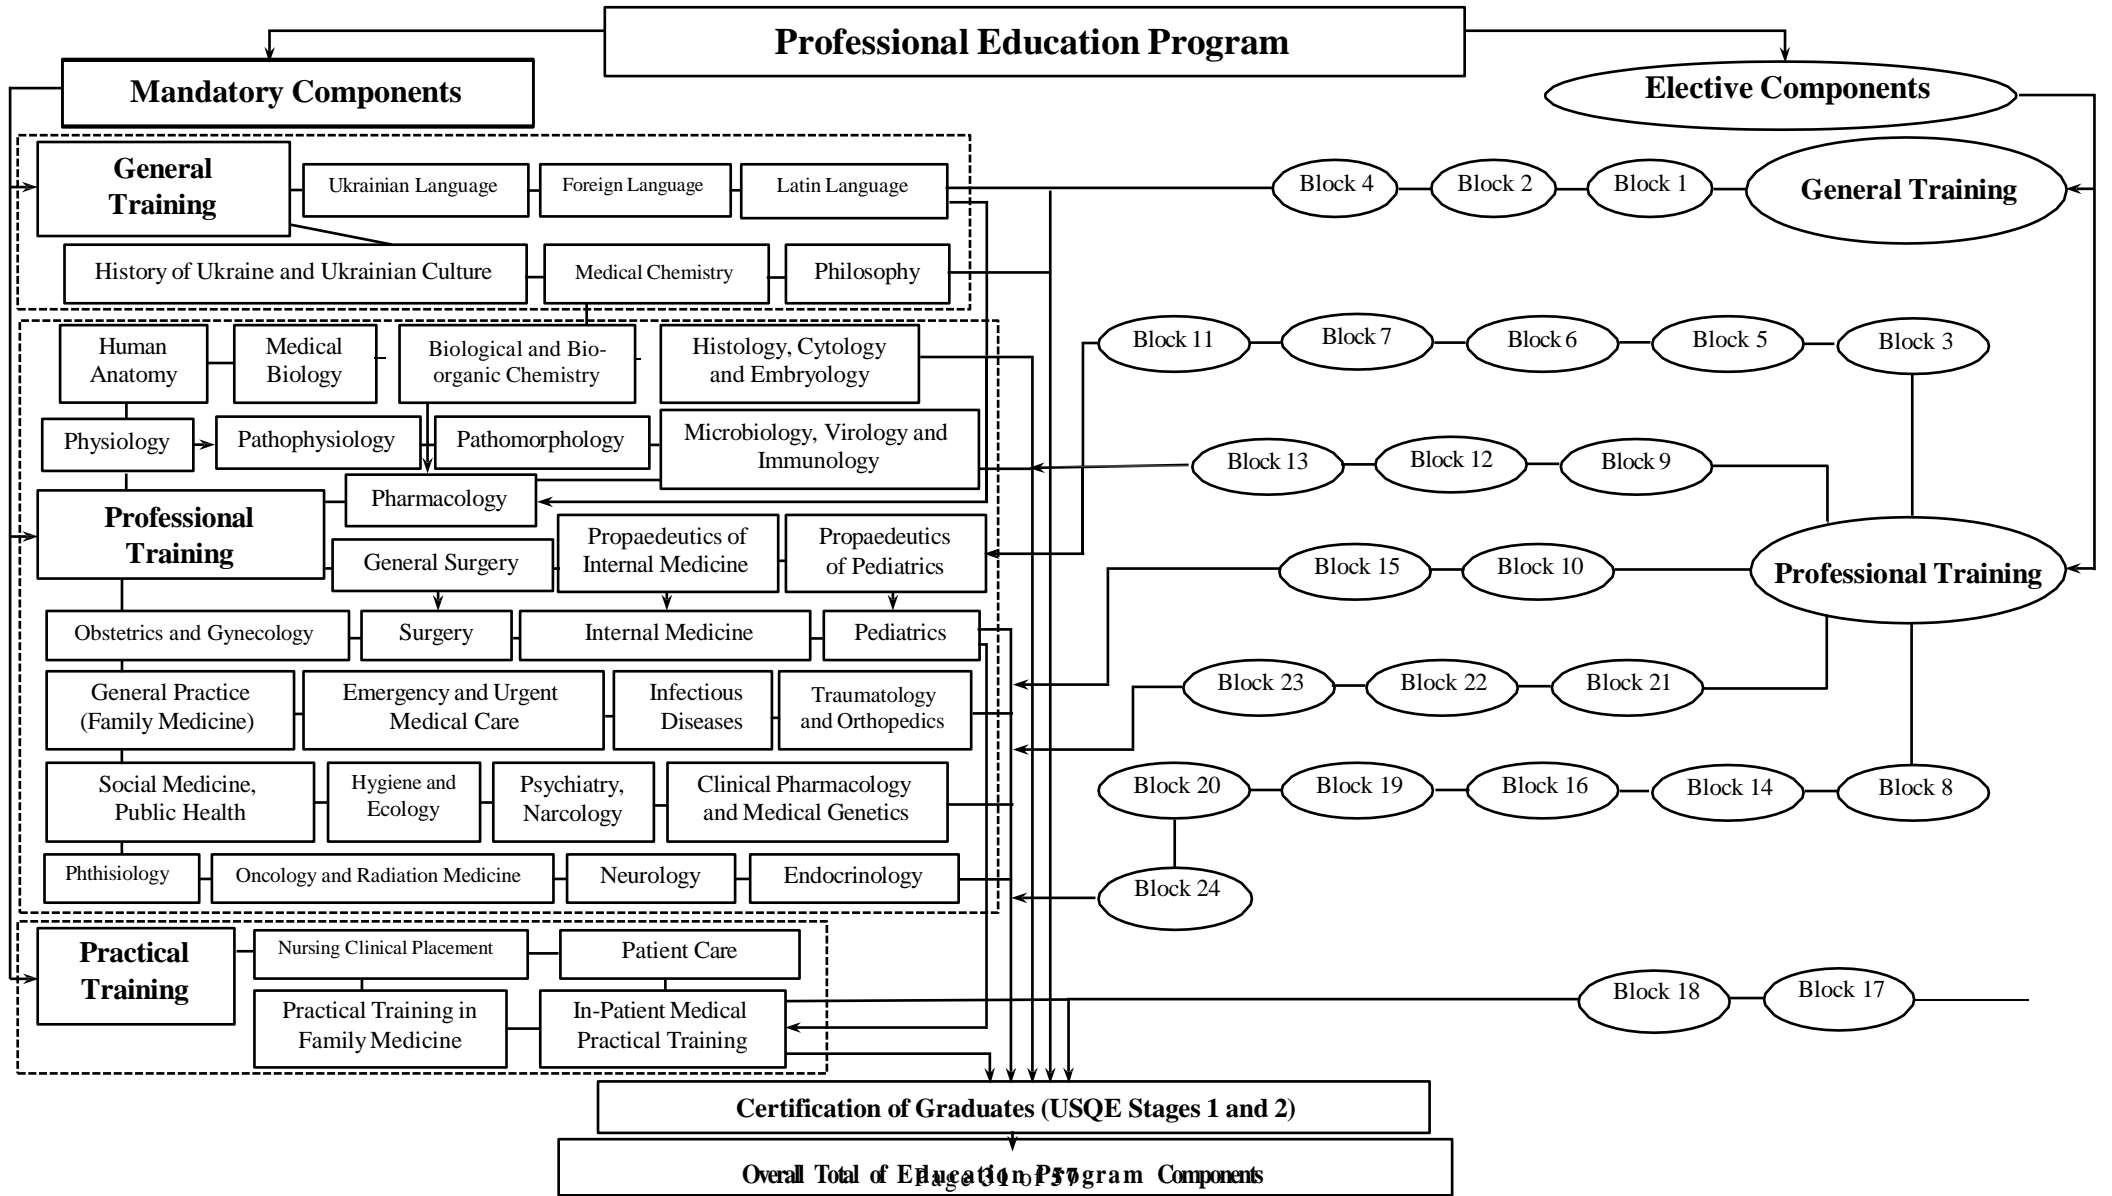 Professional Education Program
Mandatory Components
Elective Components
General
Training
Ukrainian Language
Foreign Language
Latin Language
Block 4
Block 2
Block 1
General Training
History of Ukraine and Ukrainian Culture
Medical Chemistry
Philosophy
Human
Anatomy
Medical
Biology
Biological and Bio-
organic Chemistry
Histology, Cytology
and Embryology
Block 11
Block 7
Block 6
Block 5
Block 3
Physiology
Pathophysiology
Pathomorphology
Microbiology, Virology and
Immunology
Block 13
Block 12
Block 9
Pharmacology
Professional
Training
General Surgery
Propaedeutics of
Internal Medicine
Propaedeutics
of Pediatrics
Block 15
Block 10
Professional Training
Obstetrics and Gynecology
Surgery
Internal Medicine
Pediatrics
General Practice
(Family Medicine)
Emergency and Urgent
Medical Care
Infectious
Diseases
Traumatology
and Orthopedics
Block 23
Block 22
Block 21
Social Medicine,
Public Health
Hygiene and
Ecology
Psychiatry,
Narcology
Clinical Pharmacology
and Medical Genetics
Block 20
Block 19
Block 16
Block 14
Block 8
Phthisiology
Oncology and Radiation Medicine
Neurology
Endocrinology
Block 24
Practical
Training
Nursing Clinical Placement
Patient Care
Practical Training in
Family Medicine
In-Patient Medical
Practical Training
Block 18
Block 17
Certification of Graduates (USQE Stages 1 and 2)
Overall Total of Education Program Components
Page 31 of 57